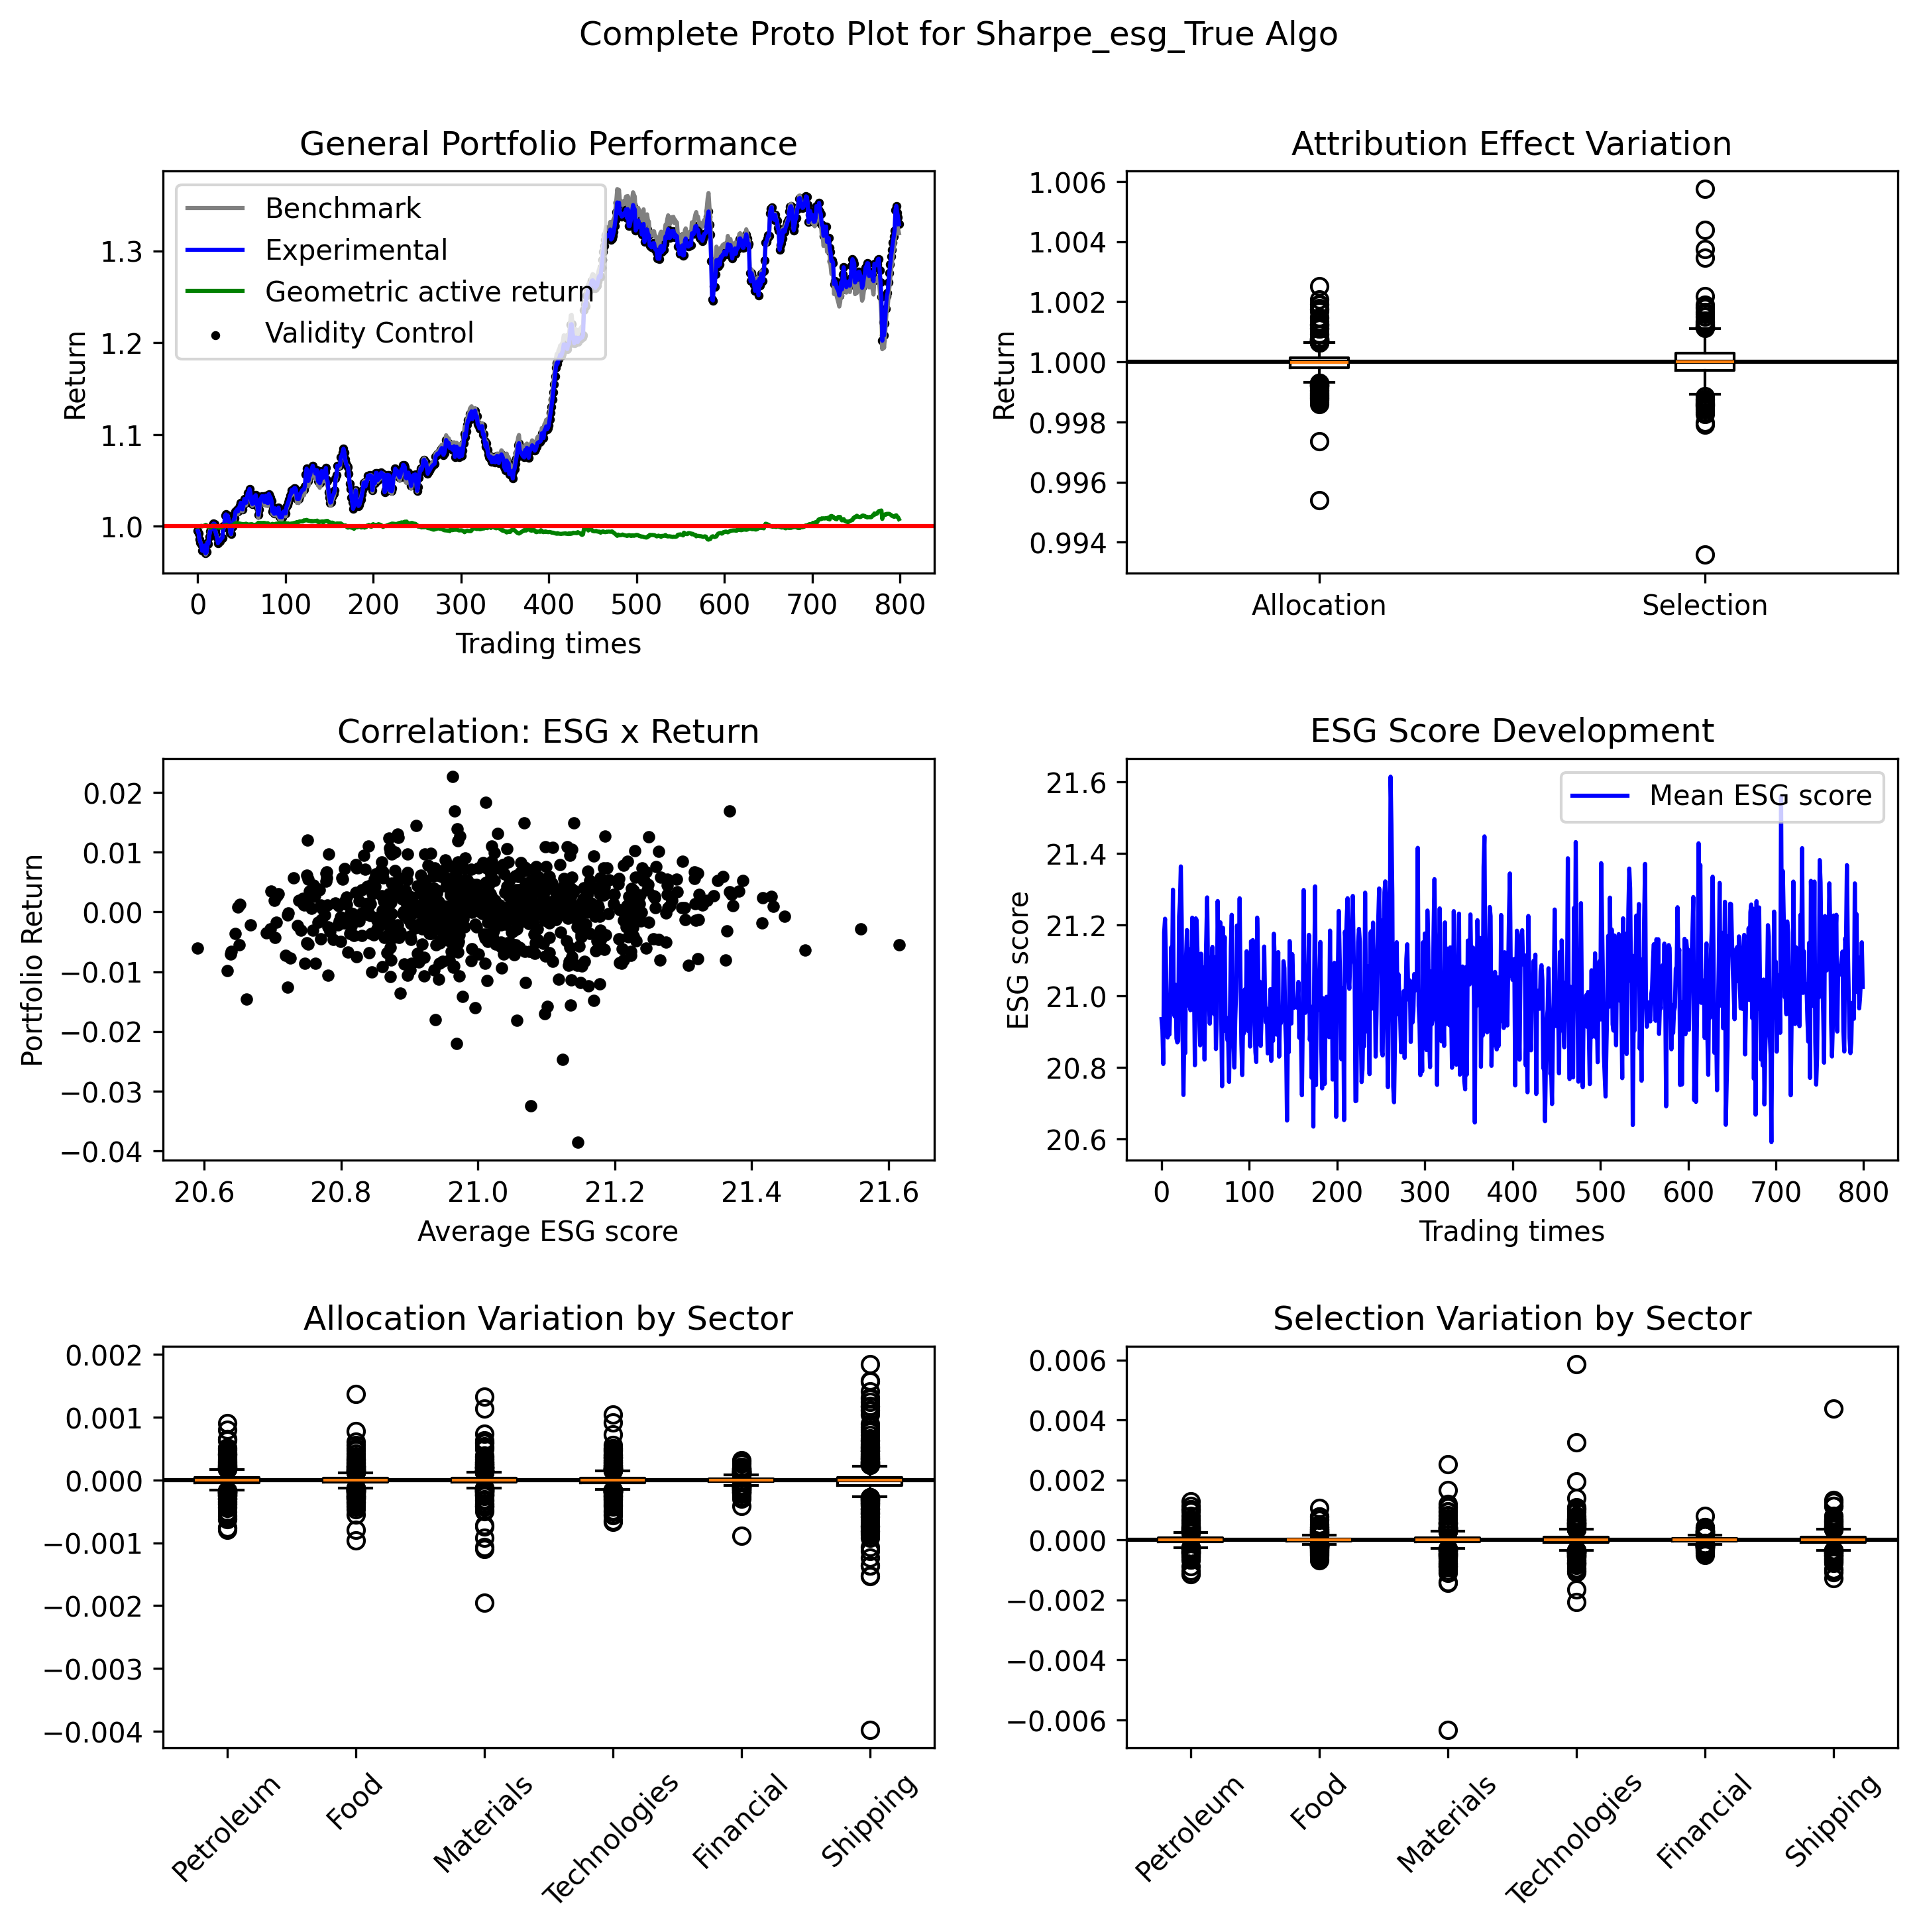 Complete Proto Plot for Sharpe_esg_True Algo
General Portfolio Performance
Return
1.3
1.2
1.1
1.0
Benchmark
Experimental
Geometric active return
Validity Control
0 100 200 300 400 500 600 700 800
Trading times
Attribution Effect Variation
Return
1.006
1.004
1.002
1.000
0.998
0.996
0.994
Allocation Selection
Correlation: ESG x Return
Portfolio Return
0.02
0.01
0.00
−0.01
−0.02
−0.03
−0.04
20.6 20.8 21.0 21.2 21.4 21.6
Average ESG score
ESG Score Development
ESG score
21.6
21.4
21.2
21.0
20.8
20.6
Mean ESG score
0 100 200 300 400 500 600 700 800
Trading times
Allocation Variation by Sector
0.002
0.001
0.000
−0.001
−0.002
−0.003
−0.004
Petroleum
Food
Materials
Technologies
Financial
Shipping
Selection Variation by Sector
0.006
0.004
0.002
0.000
−0.002
−0.004
−0.006
Petroleum
Food
Materials
Technologies
Financial
Shipping